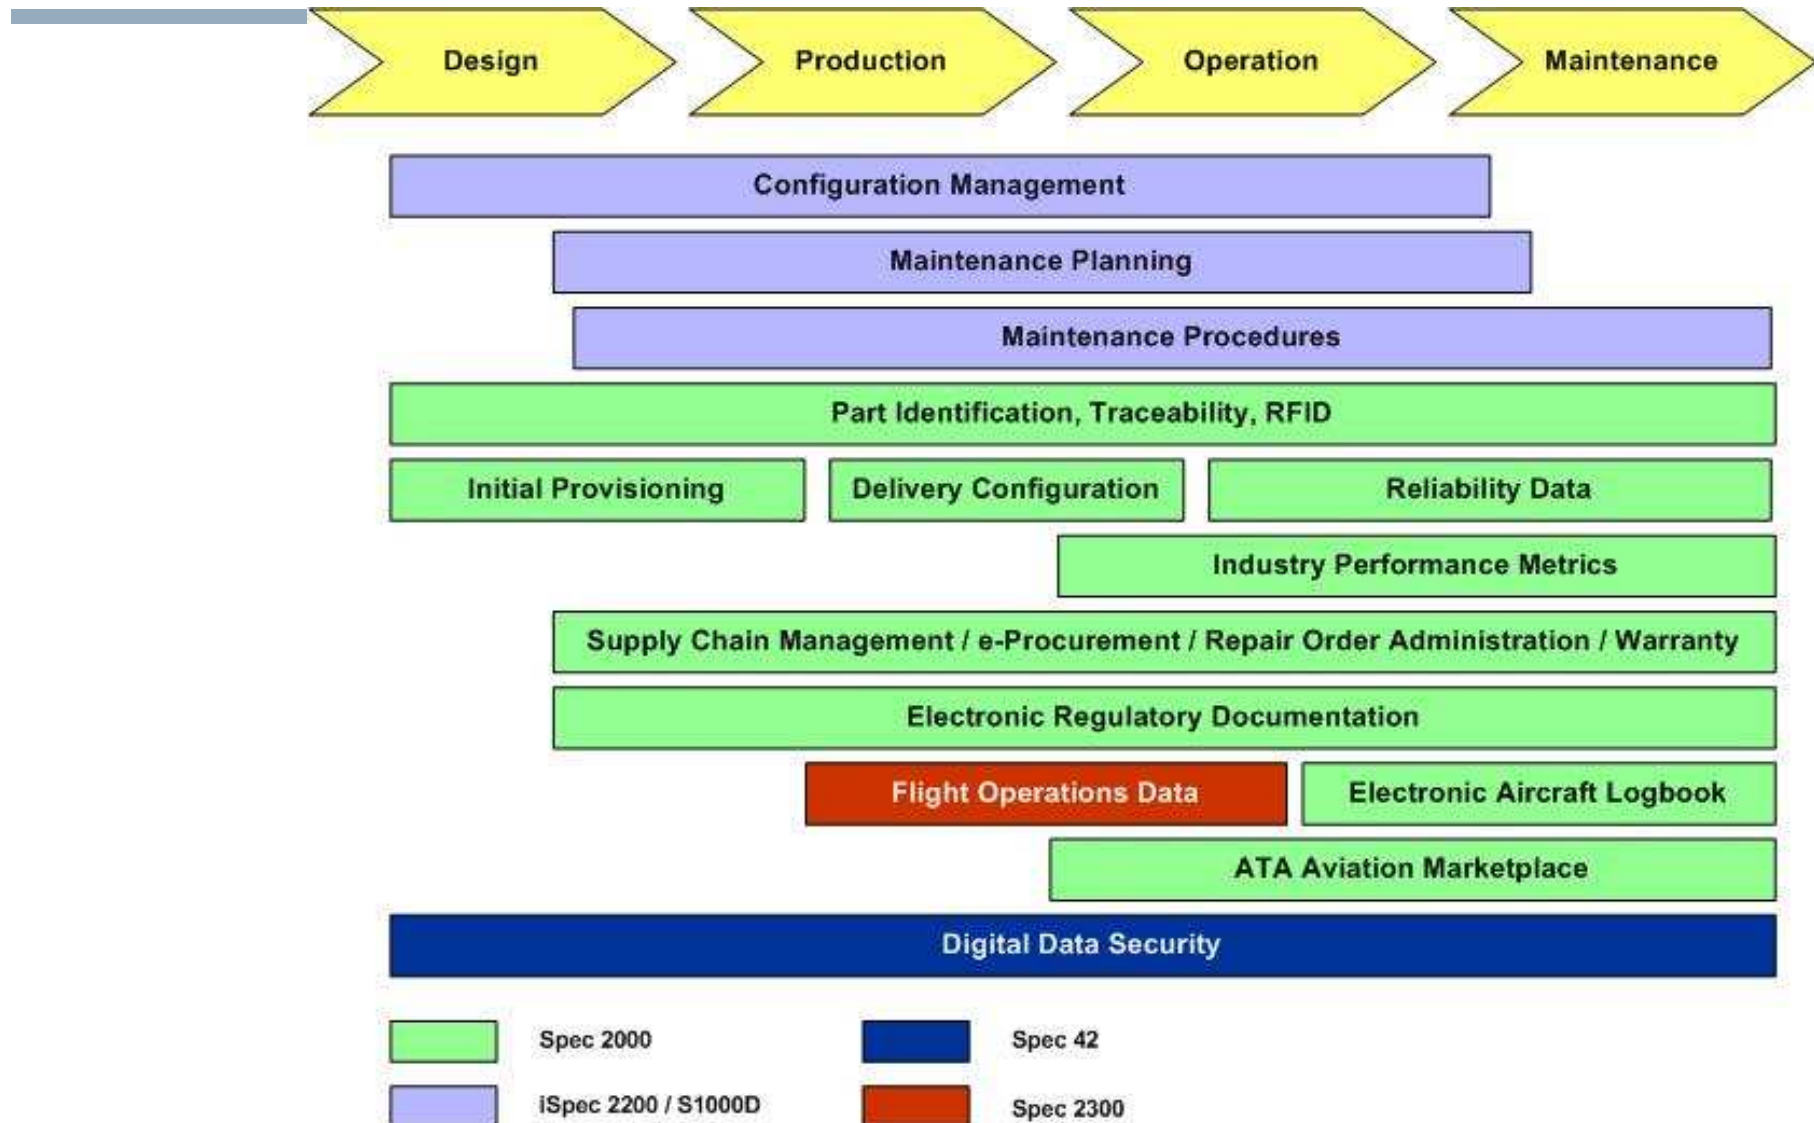 Design
Production
Operation
Maintenance
Configuration Management
Maintenance Planning
Maintenance Procedures
Part Identification, Traceability, RFID
Initial Provisioning
Delivery Configuration
Reliability Data
Industry Performance Metrics
Supply Chain Management / e-Procurement / Repair Order Administration / Warranty
Electronic Regulatory Documentation
Flight Operations Data
Electronic Aircraft Logbook
ATA Aviation Marketplace
Digital Data Security
Spec 2000
Spec 42
iSpec 2200 / S1000D
Spec 2300